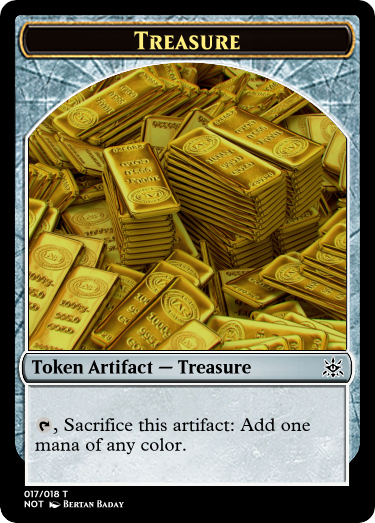 TREASURE
Token Artifact — Treasure
, Sacrifice this artifact: Add one
mana of any color.
017/018 T
NOT BERTAN BADAY